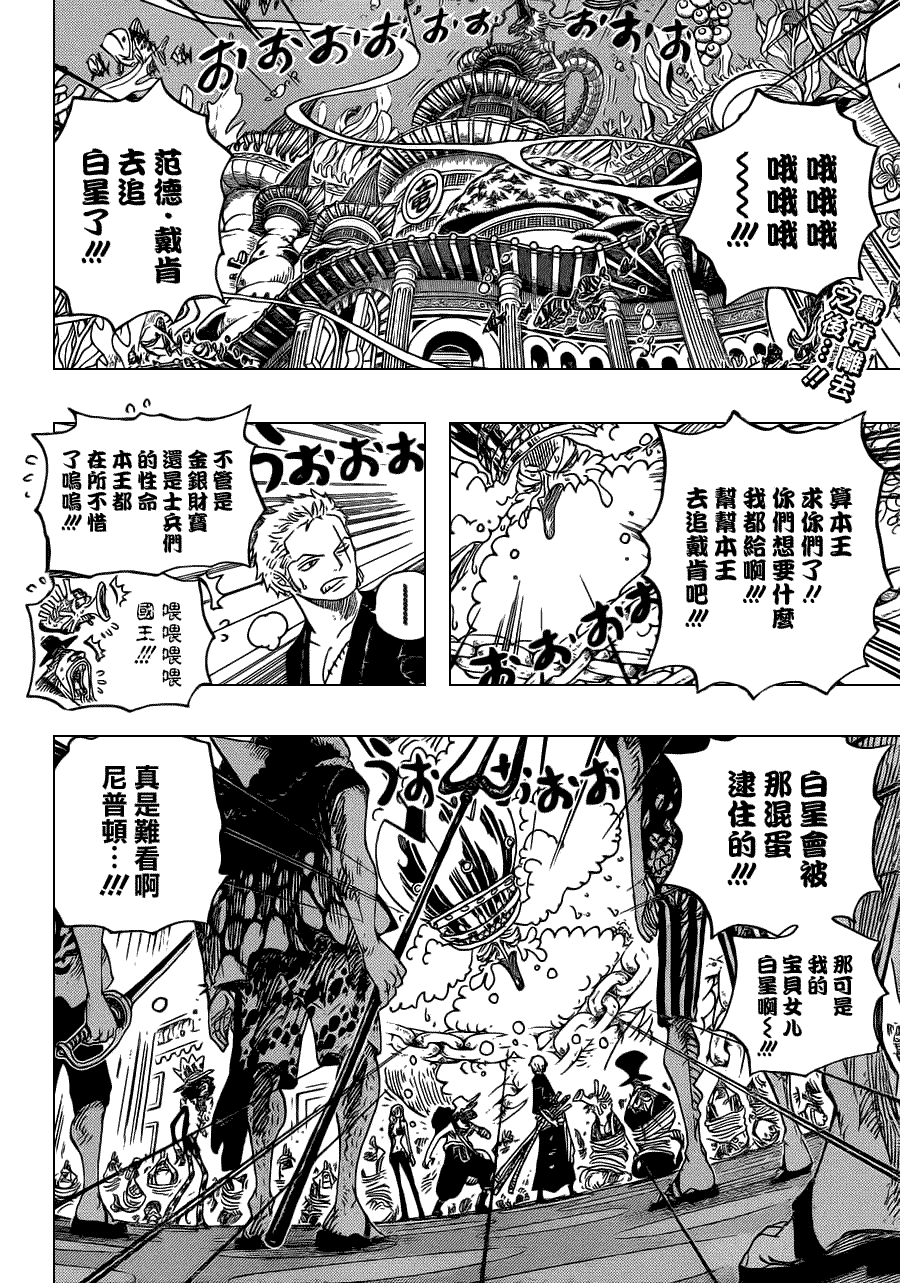 おおおおおおお
おおお
哦哦哦
哦哦哦
～～～!!!
竜
范德·戴肯
去追
白星了!!!
戴肯離去
之後…!!
算本王
求你們了!!
你們想要什麼
我都給啊!!!
幫幫本王
去追戴肯吧!!!
おおおお
うおおおお
不管是
金銀財寶
還是士兵們
的性命
本王都
在所不惜
了嗚嗚!!!
喂喂喂喂
國王!!!
………
白星會被
那混蛋
逮住的!!!
那可是
我的
宝贝女儿
白星啊～!!!
うおおおおお
真是難看啊
尼普頓…!!!